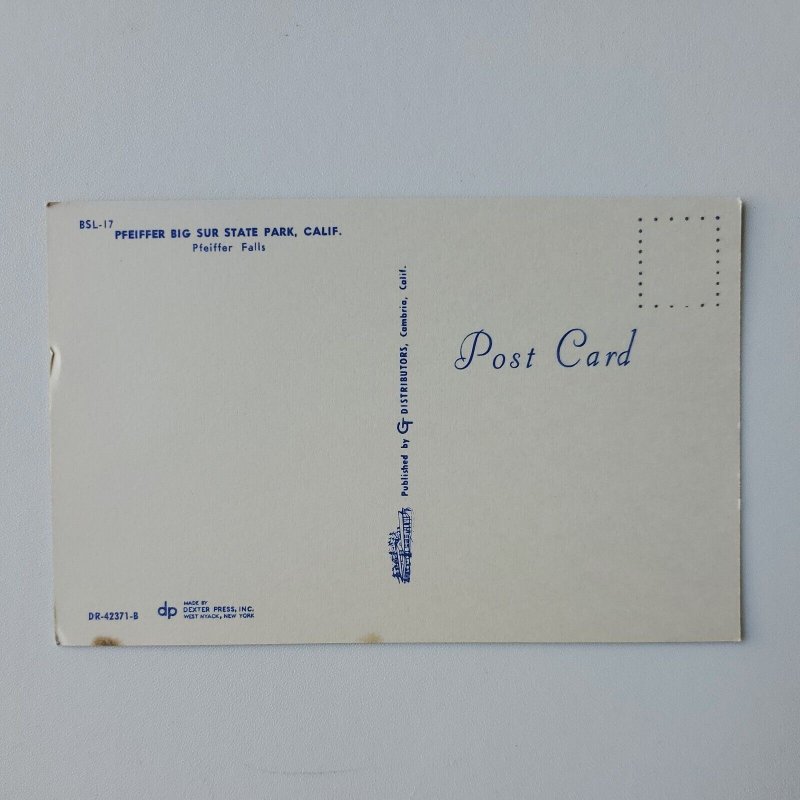 BSL-17
PFEIFFER BIG SUR STATE PARK, CALIF.
Pfeiffer Falls
Published by GT DISTRIBUTORS, Cambria, Calif.
Post Card
DR-42371-B
dp
MADE BY
DEXTER PRESS, INC.
WEST NYACK, NEW YORK